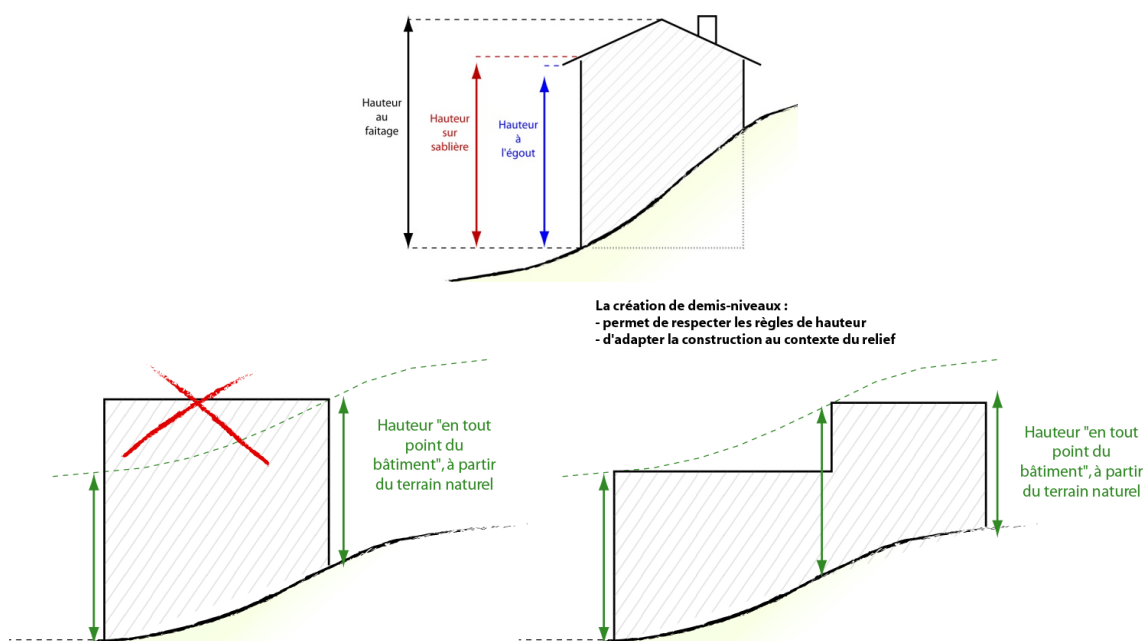 Hauteur
au
faitage
Hauteur
sur
sablière
Hauteur
à
l'égout
La création de demis-niveaux :
- permet de respecter les règles de hauteur
- d'adapter la construction au contexte du relief
Hauteur "en tout
point du
bâtiment", à partir
du terrain naturel
Hauteur "en tout
point du
bâtiment", à partir
du terrain naturel